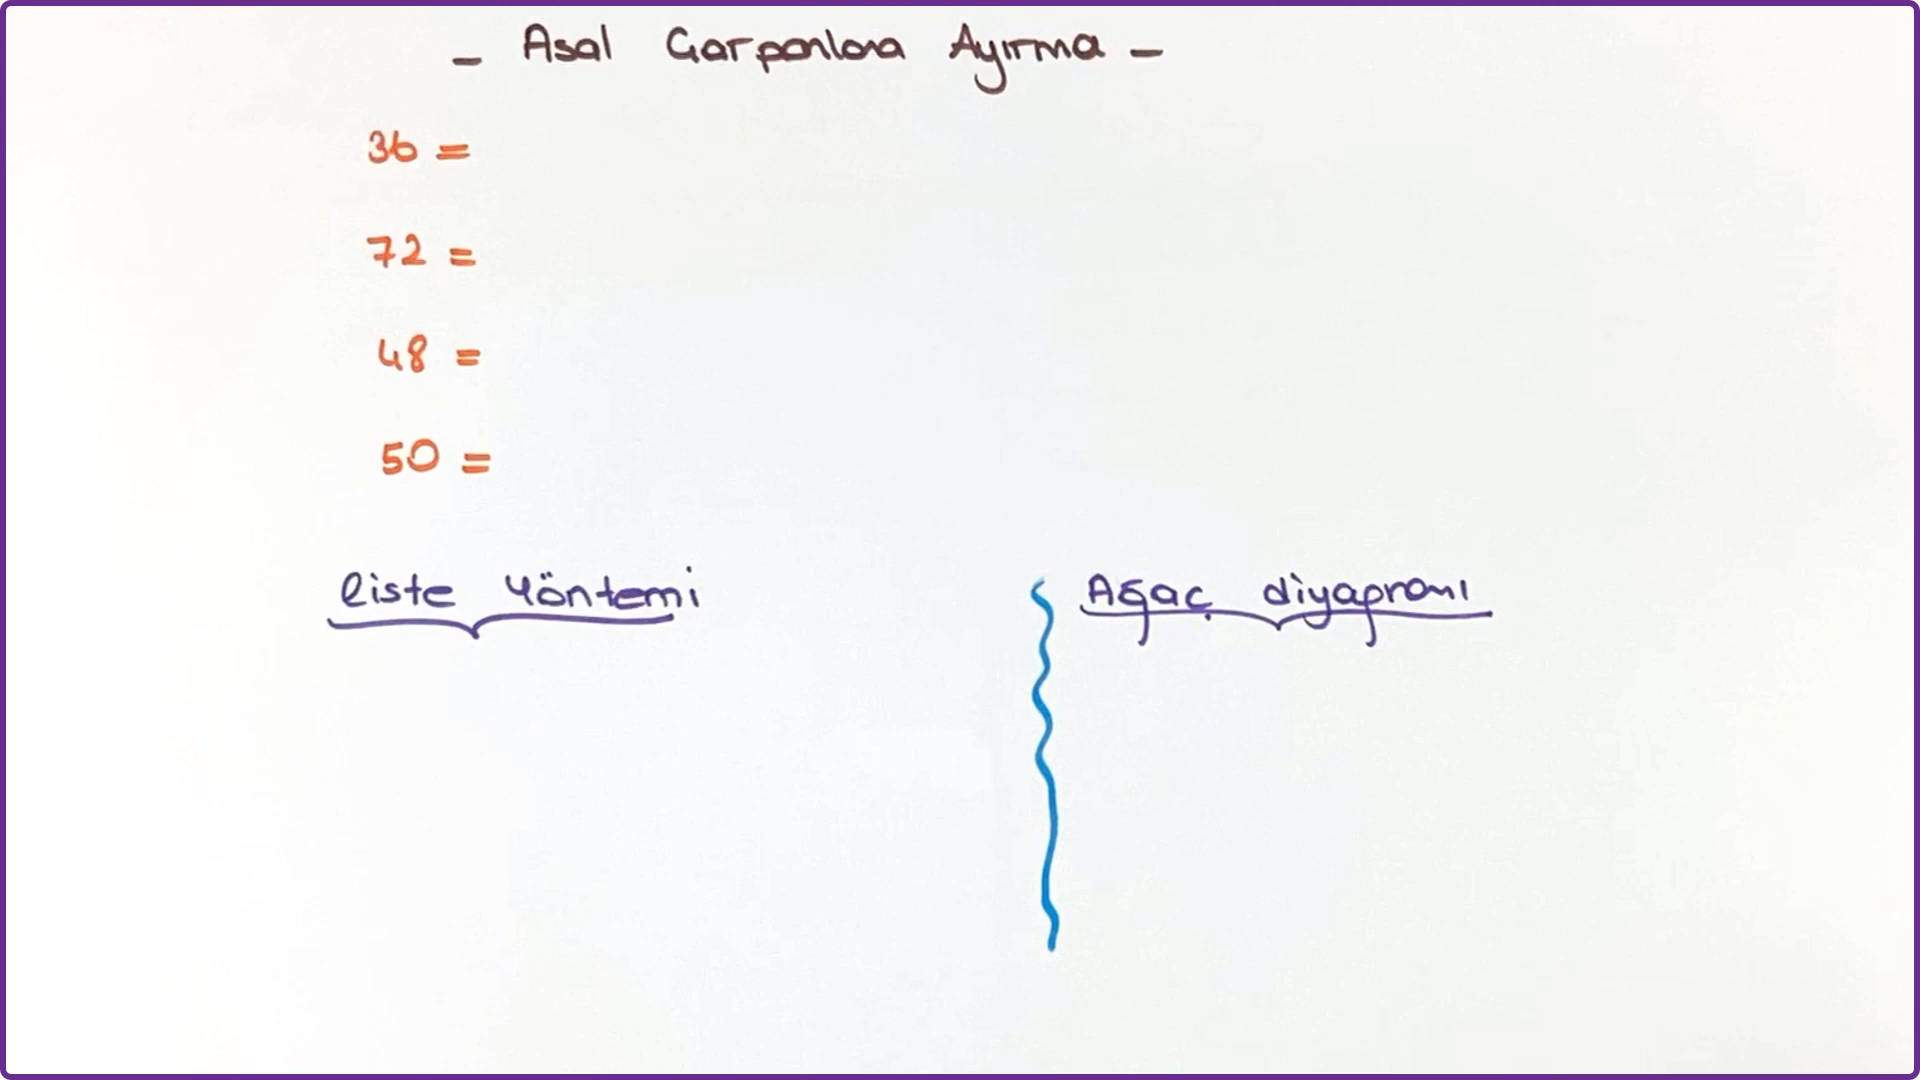 - Asal Çarpanlara Ayırma -
36 =
72 =
48 =
50 =
Liste Yöntemi
Ağaç diyagramı